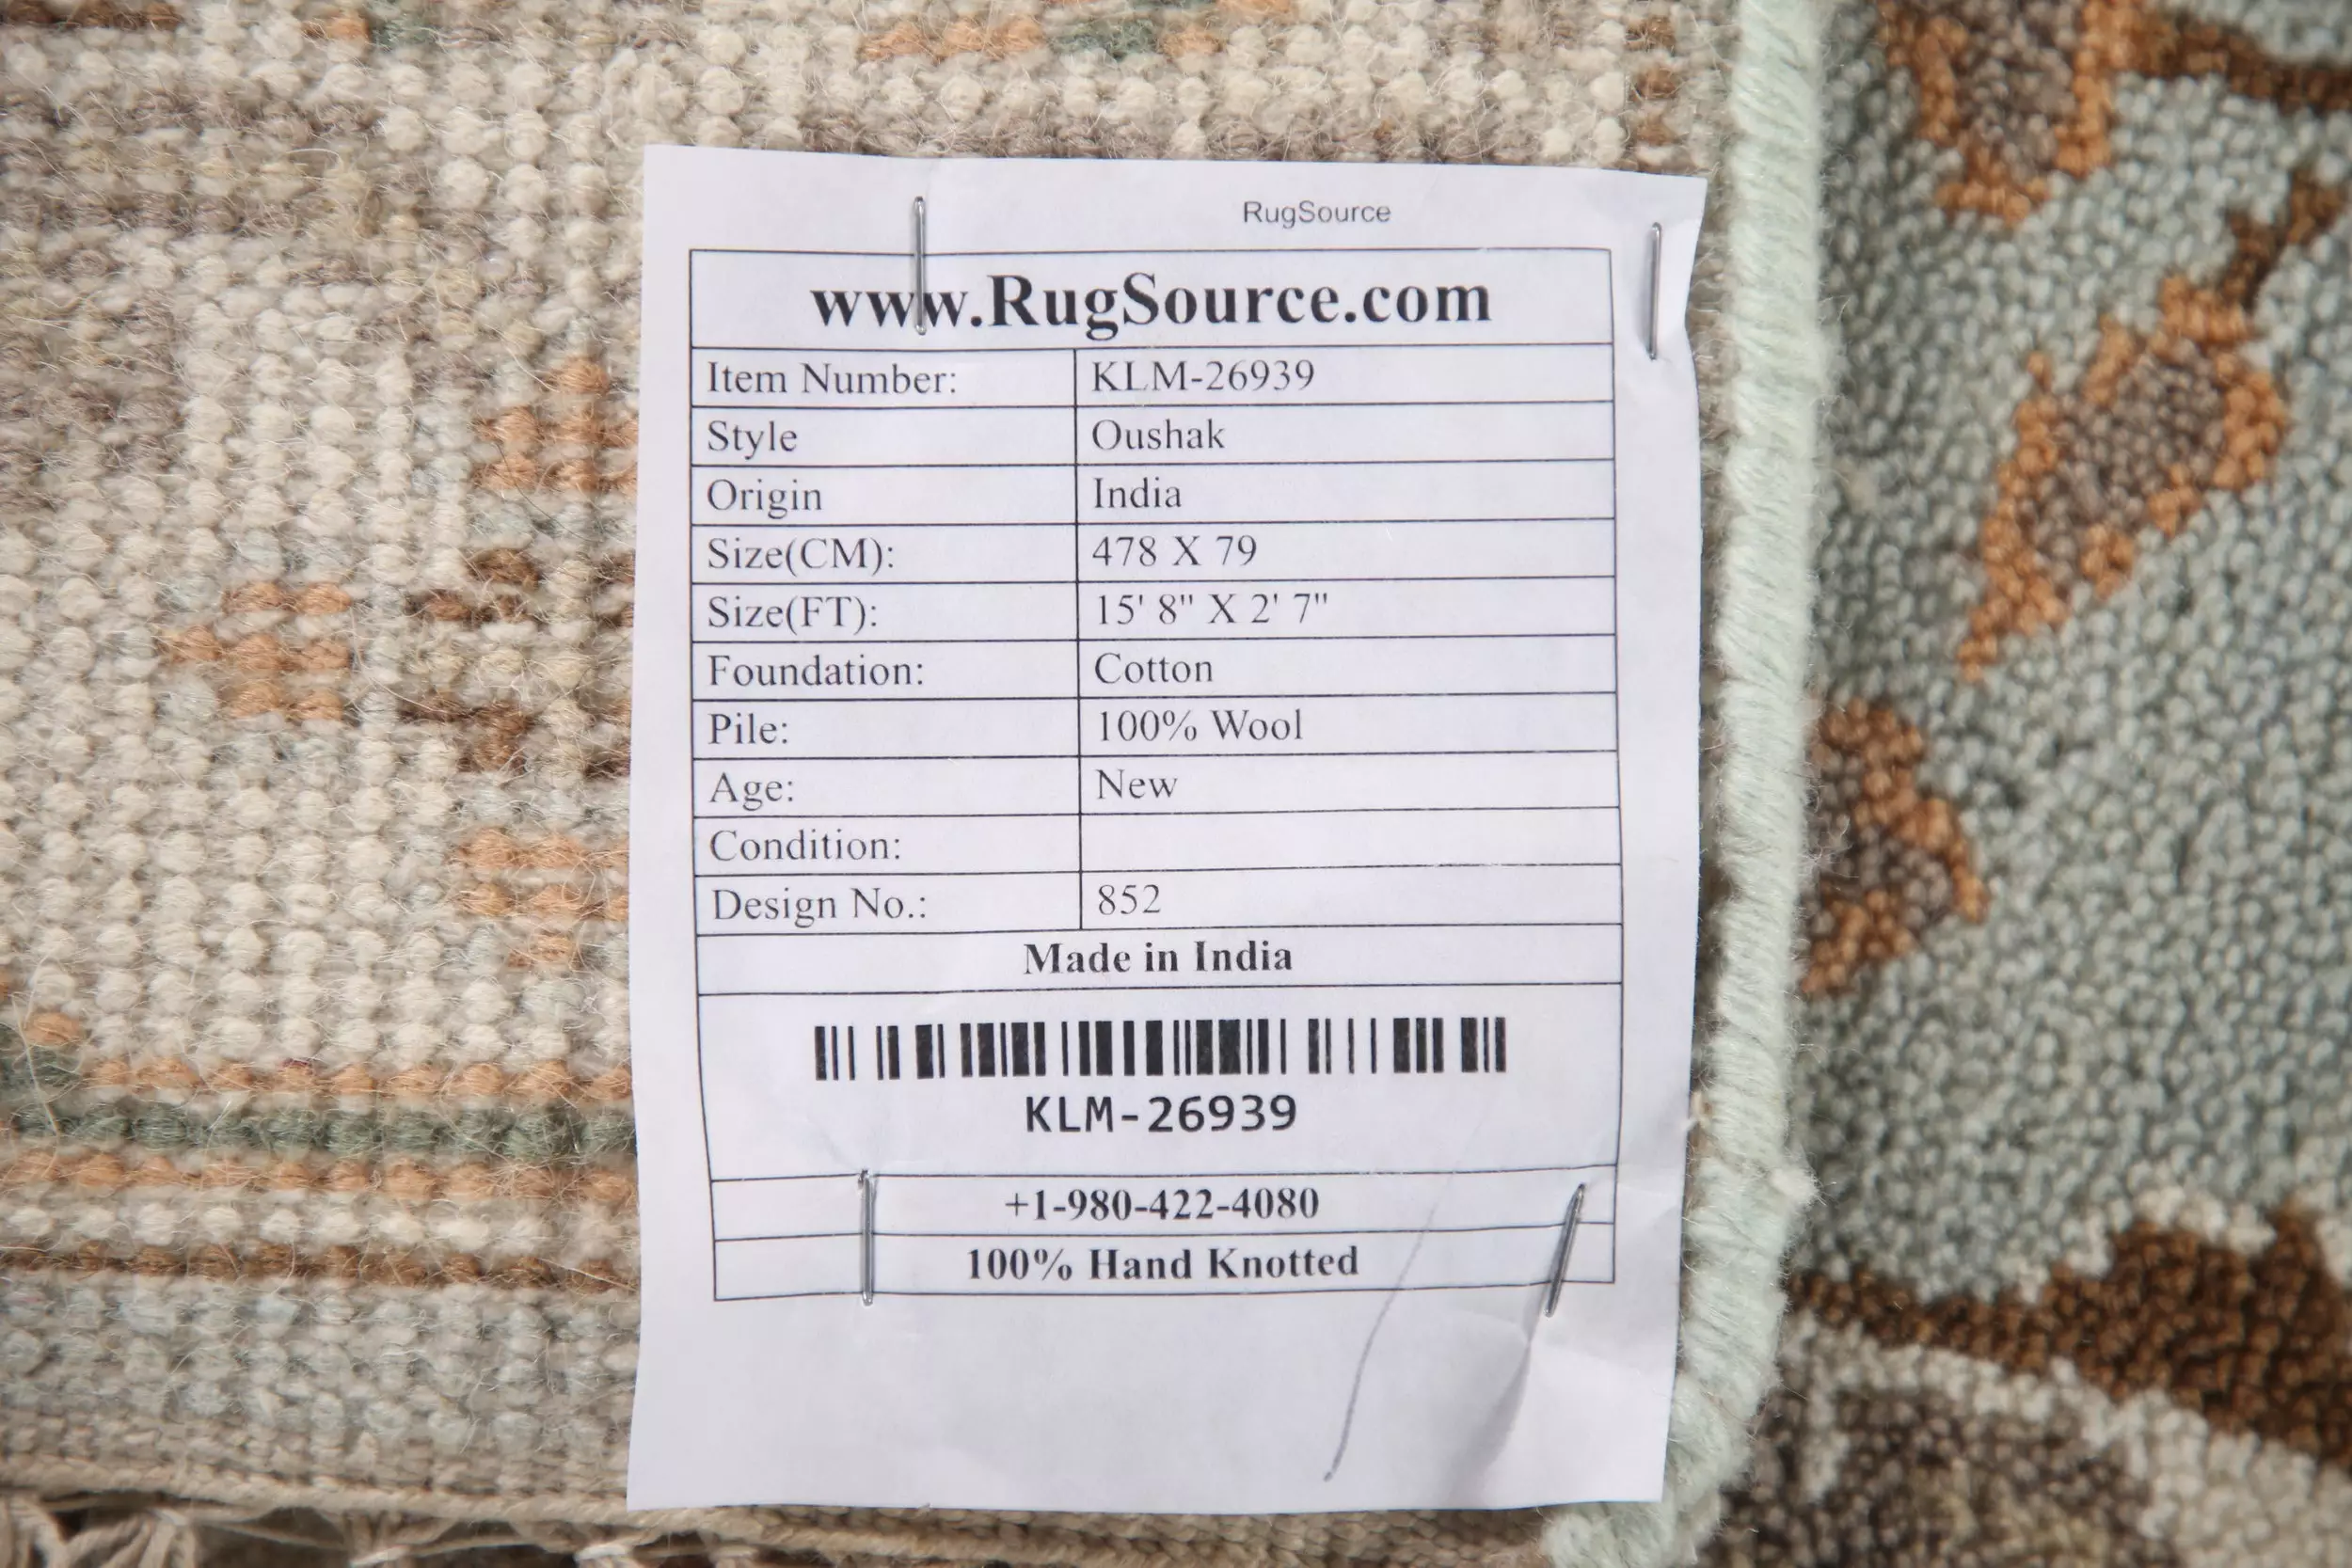 RugSource
www.RugSource.com
Item Number: KLM-26939
Style Oushak
Origin India
Size(CM): 478 X 79
Size(FT): 15' 8" X 2' 7"
Foundation: Cotton
Pile: 100% Wool
Age: New
Condition:
Design No.: 852
Made in India
KLM-26939
+1-980-422-4080
100% Hand Knotted